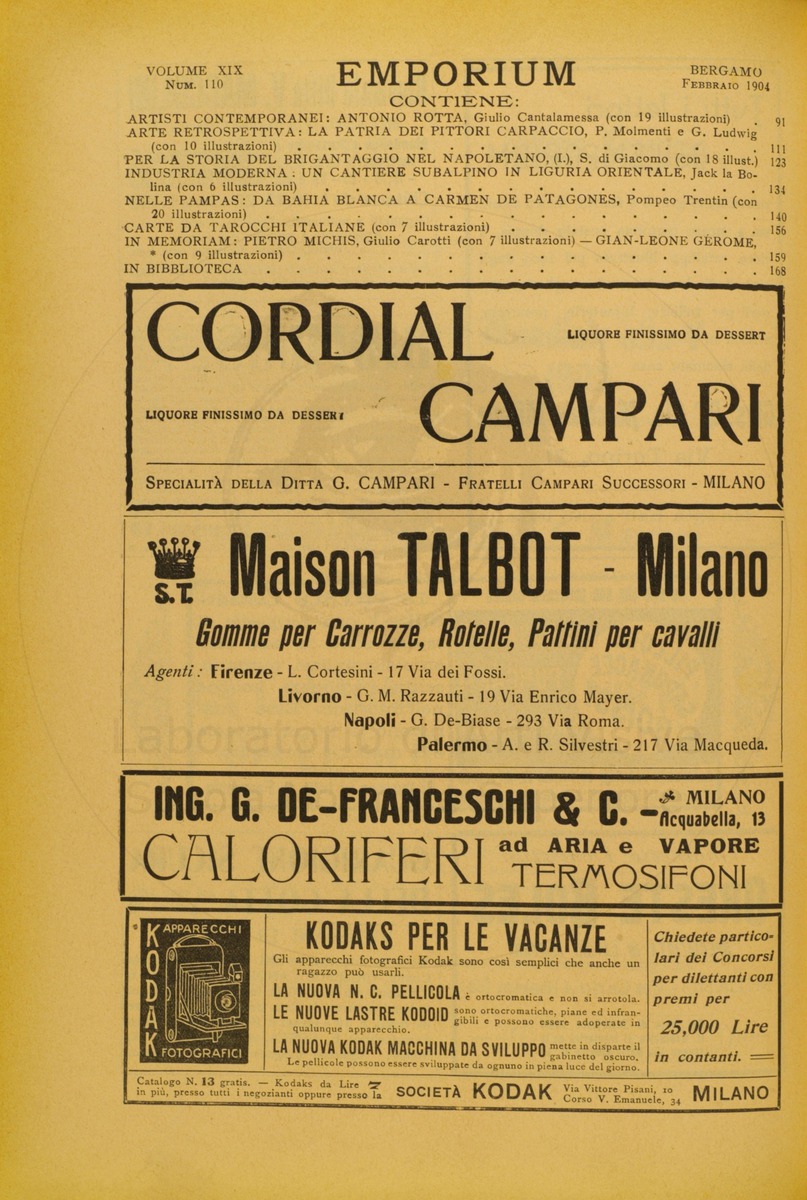 VOLUME XIX
NUM. 110
EMPORIUM
BERGAMO
FEBBRAIO 1904
CONTIENE:
ARTISTI CONTEMPORANEI: ANTONIO ROTTA, Giulio Cantalamessa (con 19 illustrazioni) . 91
ARTE RETROSPETTIVA: LA PATRIA DEI PITTORI CARPACCIO, P. Molmenti e G. Ludwig
(con 10 illustrazioni) . . . . . . . . . . . . . . . 111
PER LA STORIA DEL BRIGANTAGGIO NEL NAPOLETANO, (I.), S. di Giacomo (con 18 illust.) 123
INDUSTRIA MODERNA: UN CANTIERE SUBALPINO IN LIGURIA ORIENTALE, Jack la Bo-
lina (con 6 illustrazioni) . . . . . . . . . . . . . . 134
NELLE PAMPAS: DA BAHIA BLANCA A CARMEN DE PATAGONES, Pompeo Trentin (con
20 illustrazioni) . . . . . . . . . . . . . . . . 140
CARTE DA TAROCCHI ITALIANE (con 7 illustrazioni) . . . . . . . . 156
IN MEMORIAM: PIETRO MICHIS, Giulio Carotti (con 7 illustrazioni) — GIAN-LEONE GÉROME,
* (con 9 illustrazioni) . . . . . . . . . . . . . . . 159
IN BIBBLIOTECA . . . . . . . . . . . . . . . . 168
CORDIAL
LIQUORE FINISSIMO DA DESSERT
LIQUORE FINISSIMO DA DESSERT
CAMPARI
SPECIALITÀ DELLA DITTA G. CAMPARI - FRATELLI CAMPARI SUCCESSORI - MILANO
S.T.
Maison TALBOT - Milano
Gomme per Carrozze, Rotelle, Pattini per cavalli
Agenti: Firenze - L. Cortesini - 17 Via dei Fossi.
Livorno - G. M. Razzauti - 19 Via Enrico Mayer.
Napoli - G. De-Biase - 293 Via Roma.
Palermo - A. e R. Silvestri - 217 Via Macqueda.
ING. G. DE-FRANCESCHI & C. - MILANO
Acquabella, 13
CALORIFERI ad ARIA e VAPORE
TERMOSIFONI
KODAK
APPARECCHI
FOTOGRAFICI
KODAKS PER LE VACANZE
Gli apparecchi fotografici Kodak sono così semplici che anche un
ragazzo può usarli.
LA NUOVA N. C. PELLICOLA è ortocromatica e non si arrotola.
LE NUOVE LASTRE KODOID sono ortocromatiche, piane ed infran-
gibili e possono essere adoperate in
qualunque apparecchio.
LA NUOVA KODAK MACCHINA DA SVILUPPO mette in disparte il
gabinetto oscuro.
Le pellicole possono essere sviluppate da ognuno in piena luce del giorno.
Chiedete partico-
lari dei Concorsi
per dilettanti con
premi per
25,000 Lire
in contanti.
Catalogo N. 13 gratis. — Kodaks da Lire 7
in più, presso tutti i negozianti oppure presso la
SOCIETÀ KODAK
Via Vittore Pisani, 10
Corso V. Emanuele, 34
MILANO